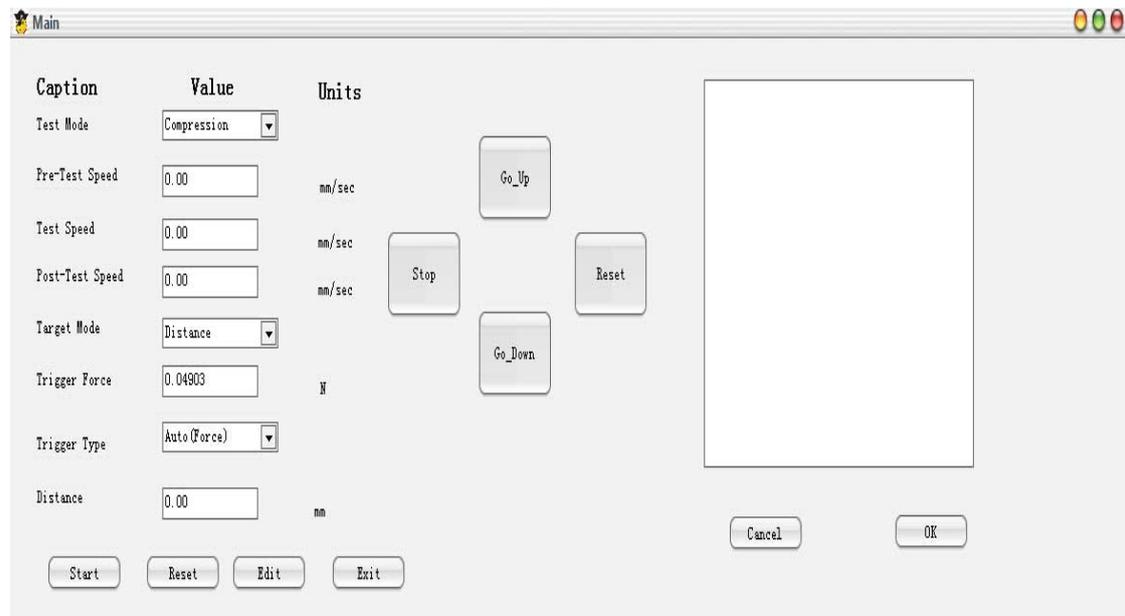 Main
Caption Value Units
Test Mode Compression
Pre-Test Speed 0.00 mm/sec
Test Speed 0.00 mm/sec
Post-Test Speed 0.00 mm/sec
Target Mode Distance
Trigger Force 0.04903 N
Trigger Type Auto(Force)
Distance 0.00 mm
Start Reset Edit Exit
Go_Up
Stop Reset
Go_Down
Cancel OK